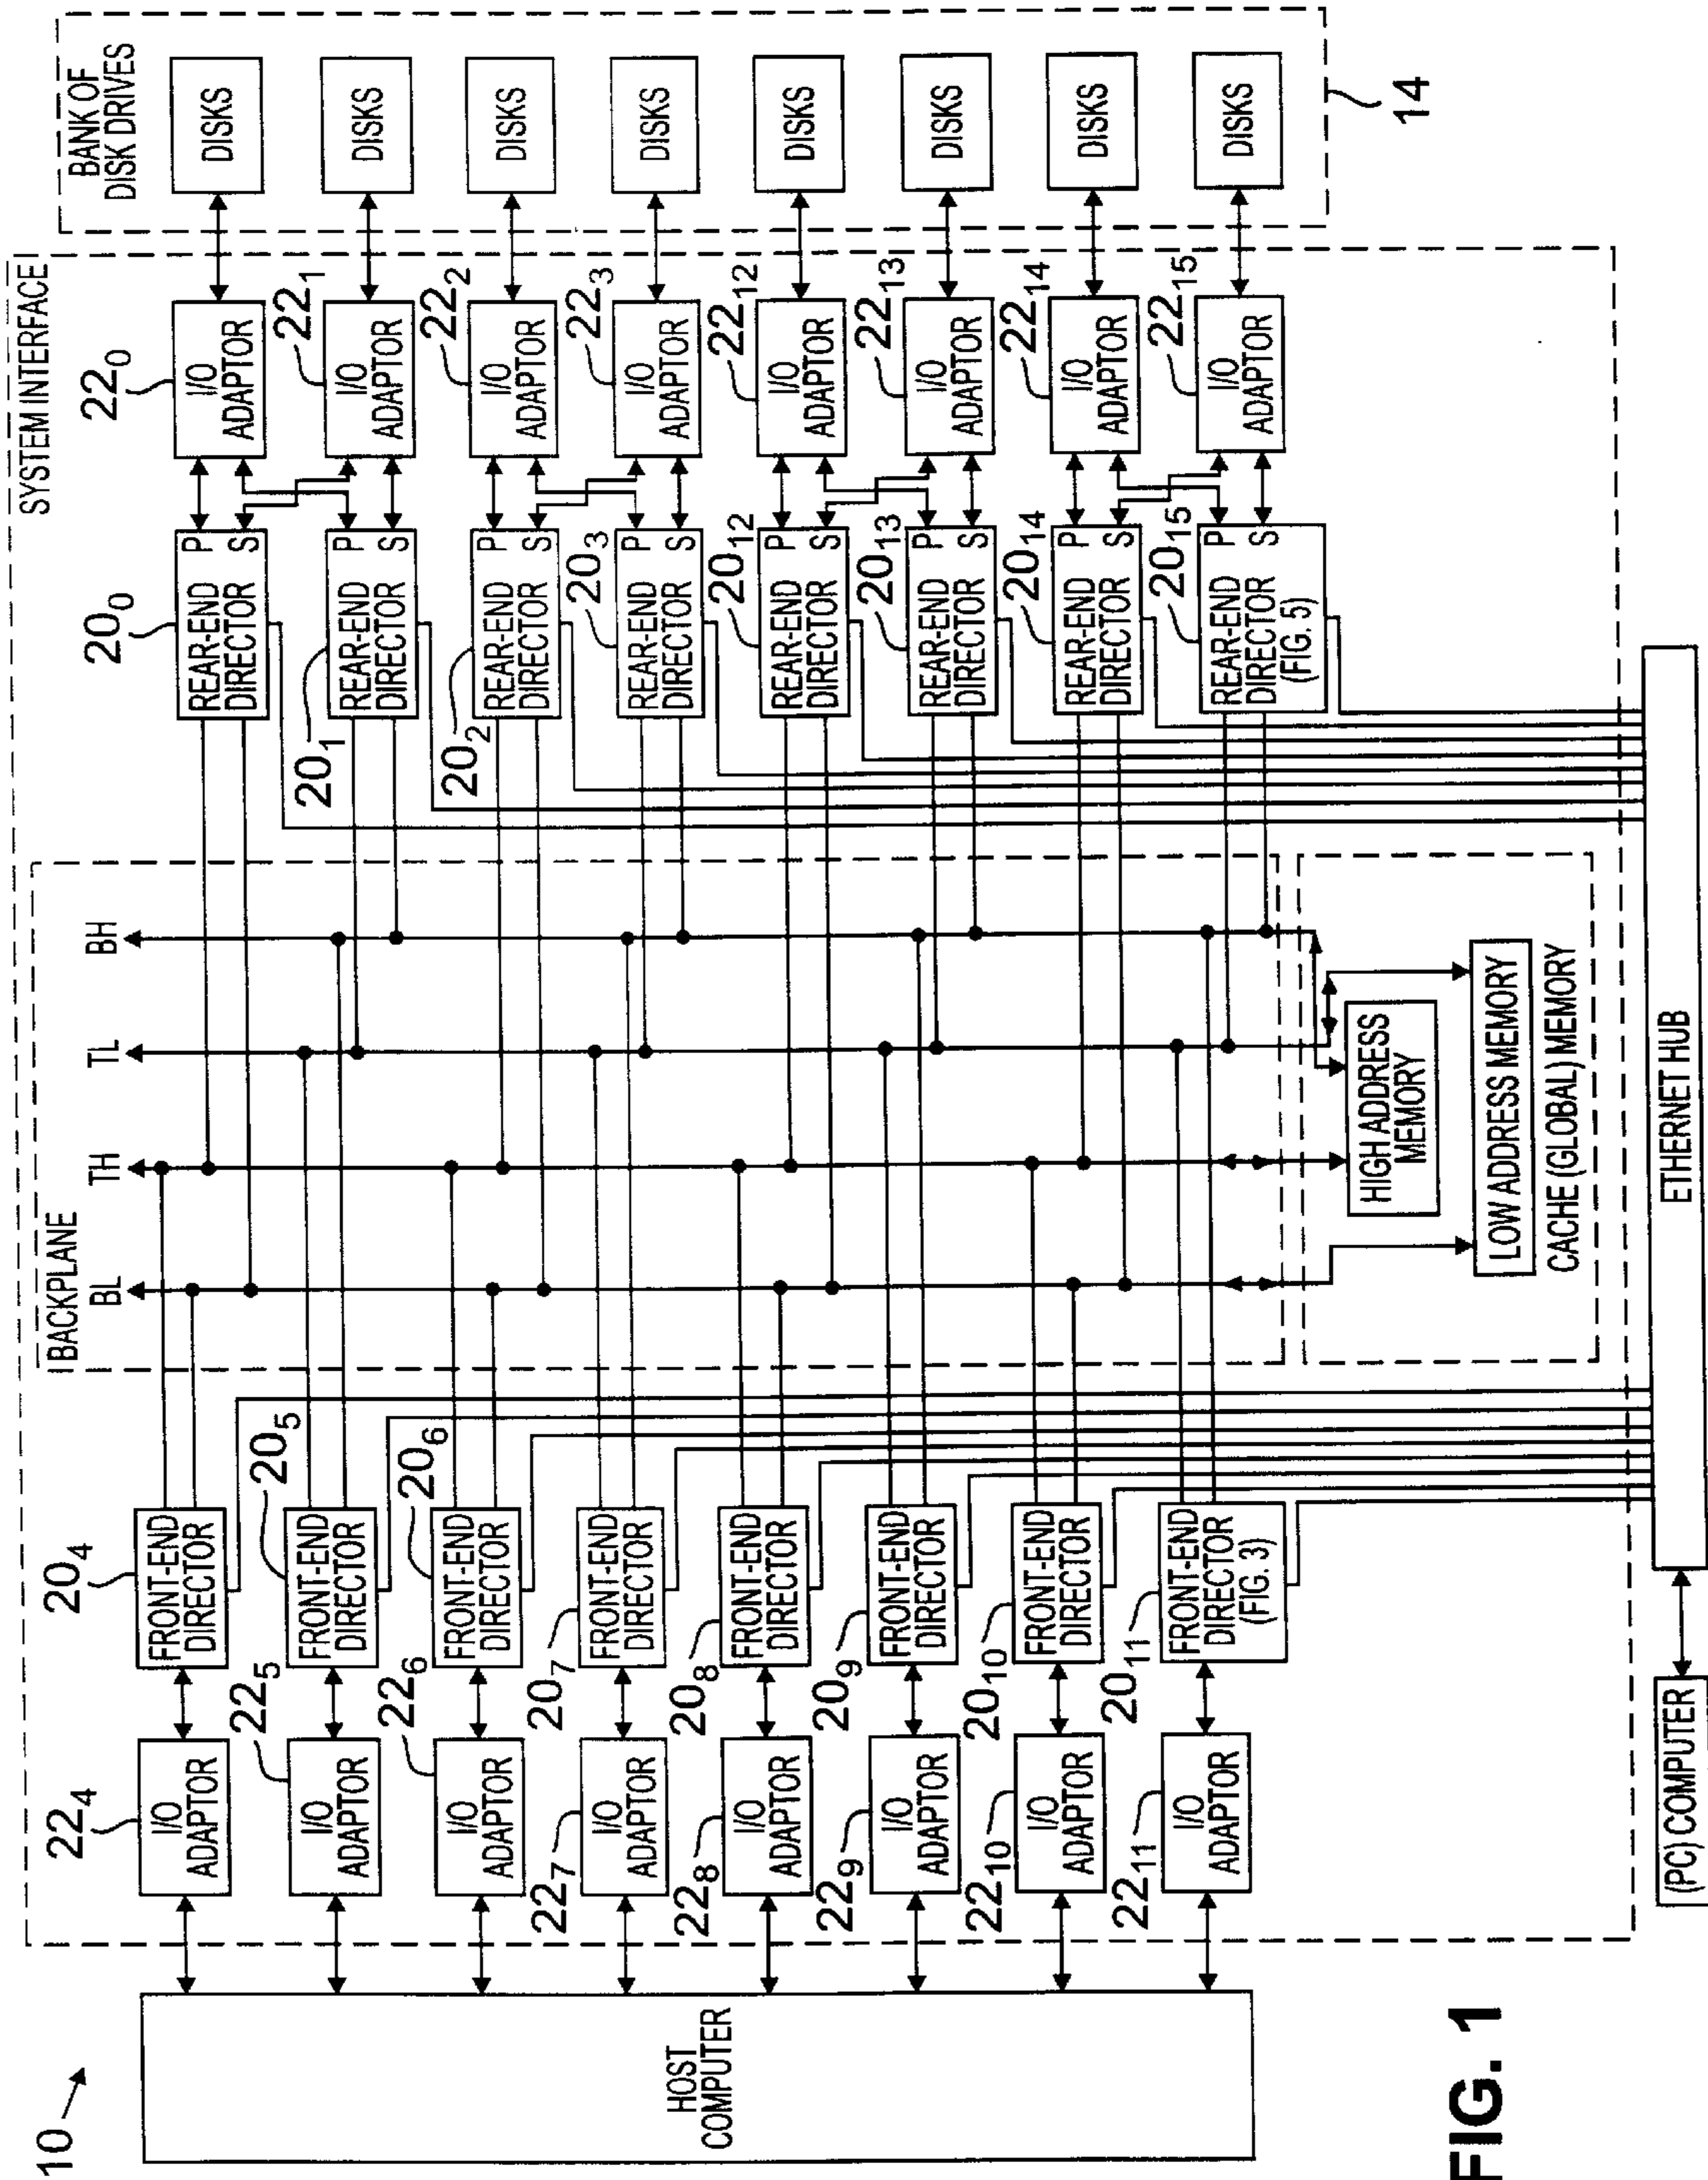 10
SYSTEM INTERFACE
BANK OF
DISK DRIVES
BACKPLANE
BL
TH
TL
BH
HOST
COMPUTER
22₄
I/O
ADAPTOR
20₄
FRONT-END
DIRECTOR
20₀
REAR-END
DIRECTOR
P
S
22₀
I/O
ADAPTOR
DISKS
22₅
I/O
ADAPTOR
20₅
FRONT-END
DIRECTOR
20₁
REAR-END
DIRECTOR
P
S
22₁
I/O
ADAPTOR
DISKS
22₆
I/O
ADAPTOR
20₆
FRONT-END
DIRECTOR
20₂
REAR-END
DIRECTOR
P
S
22₂
I/O
ADAPTOR
DISKS
22₇
I/O
ADAPTOR
20₇
FRONT-END
DIRECTOR
20₃
REAR-END
DIRECTOR
P
S
22₃
I/O
ADAPTOR
DISKS
22₈
I/O
ADAPTOR
20₈
FRONT-END
DIRECTOR
20₁₂
REAR-END
DIRECTOR
P
S
22₁₂
I/O
ADAPTOR
DISKS
22₉
I/O
ADAPTOR
20₉
FRONT-END
DIRECTOR
20₁₃
REAR-END
DIRECTOR
P
S
22₁₃
I/O
ADAPTOR
DISKS
22₁₀
I/O
ADAPTOR
20₁₀
FRONT-END
DIRECTOR
20₁₄
REAR-END
DIRECTOR
P
S
22₁₄
I/O
ADAPTOR
DISKS
22₁₁
I/O
ADAPTOR
20₁₁
FRONT-END
DIRECTOR
(FIG. 3)
20₁₅
REAR-END
DIRECTOR
(FIG. 5)
P
S
22₁₅
I/O
ADAPTOR
DISKS
14
HIGH ADDRESS
MEMORY
LOW ADDRESS MEMORY
CACHE (GLOBAL) MEMORY
ETHERNET HUB
(PC) COMPUTER
FIG. 1